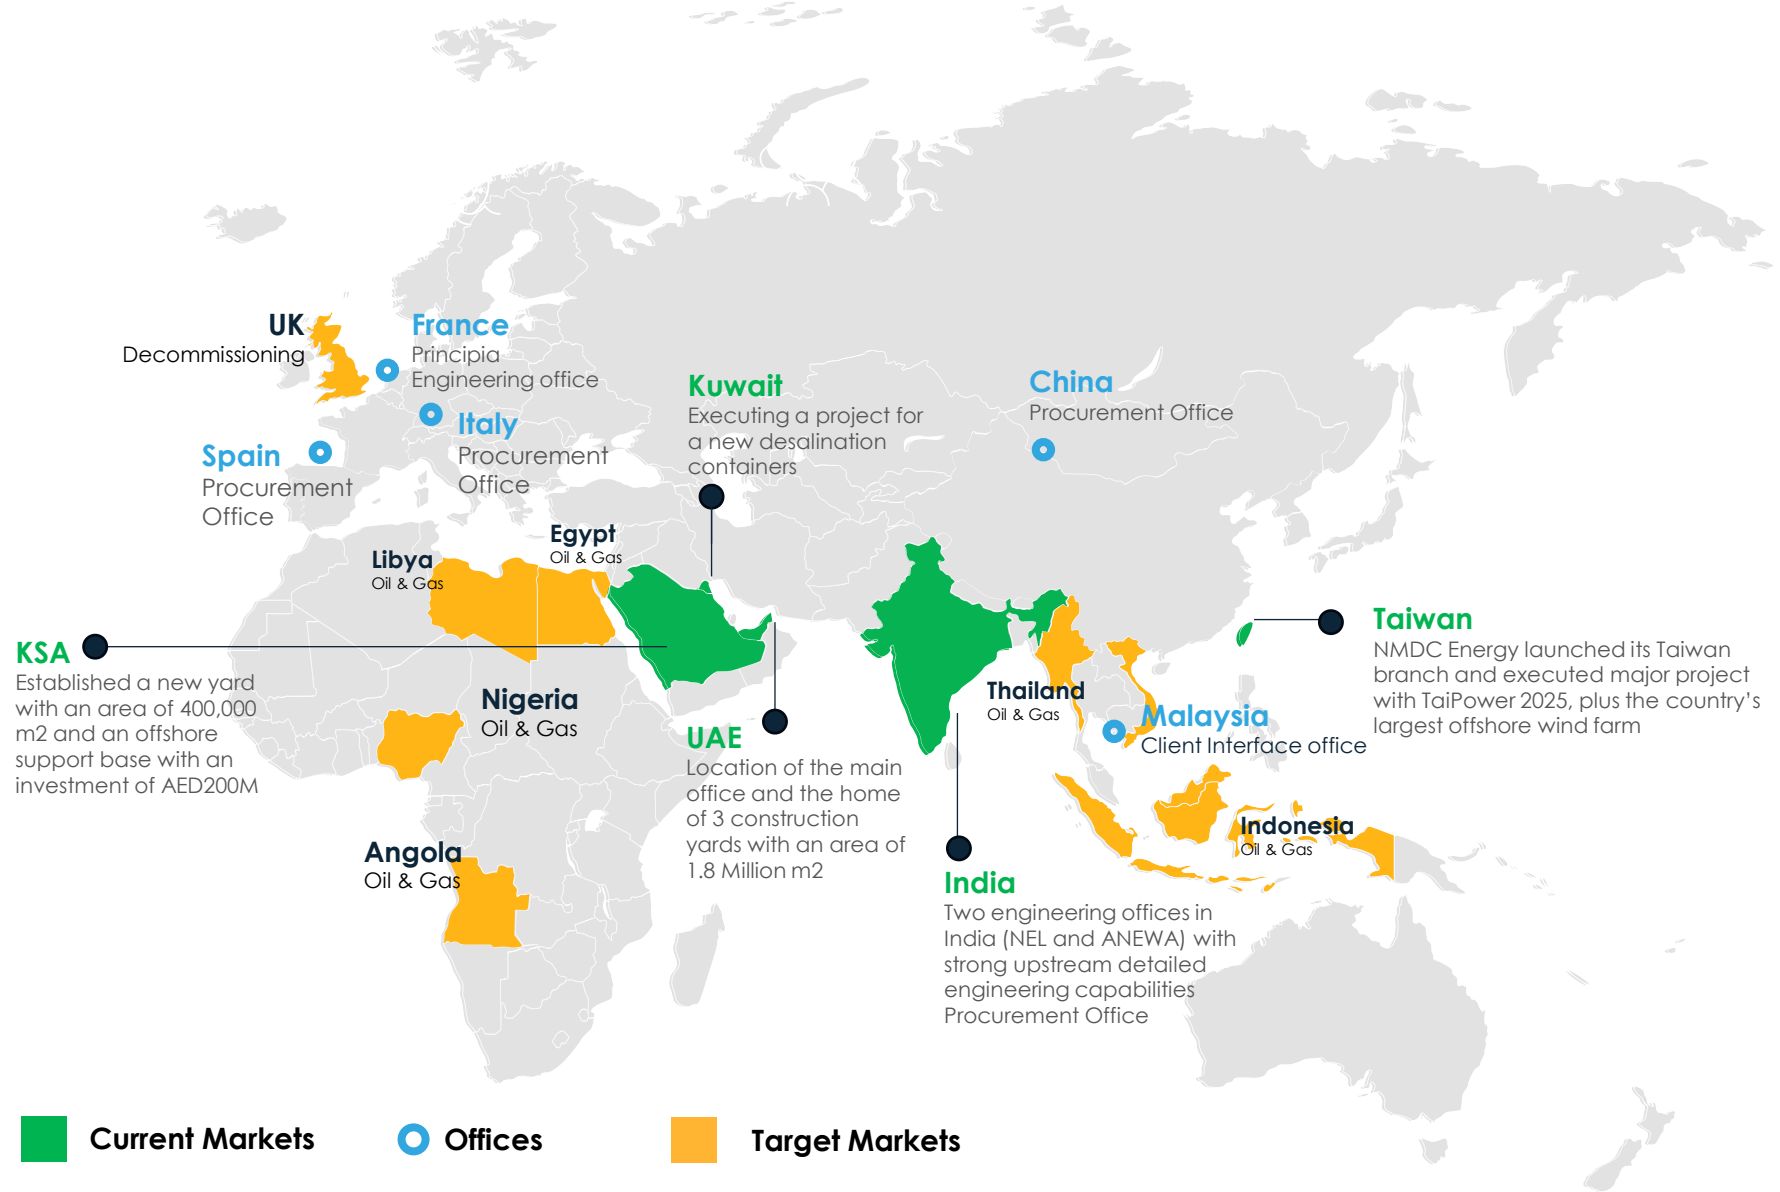 UK
Decommissioning
France
Principia
Engineering office
Spain
Procurement
Office
Italy
Procurement
Office
Kuwait
Executing a project for
a new desalination
containers
China
Procurement Office
Libya
Oil & Gas
Egypt
Oil & Gas
KSA
Established a new yard
with an area of 400,000
m2 and an offshore
support base with an
investment of AED200M
Nigeria
Oil & Gas
Angola
Oil & Gas
UAE
Location of the main
office and the home
of 3 construction
yards with an area of
1.8 Million m2
Thailand
Oil & Gas
Malaysia
Client Interface office
Indonesia
Oil & Gas
Taiwan
NMDC Energy launched its Taiwan
branch and executed major project
with TaiPower 2025, plus the country’s
largest offshore wind farm
India
Two engineering offices in
India (NEL and ANEWA) with
strong upstream detailed
engineering capabilities
Procurement Office
Current Markets
Offices
Target Markets